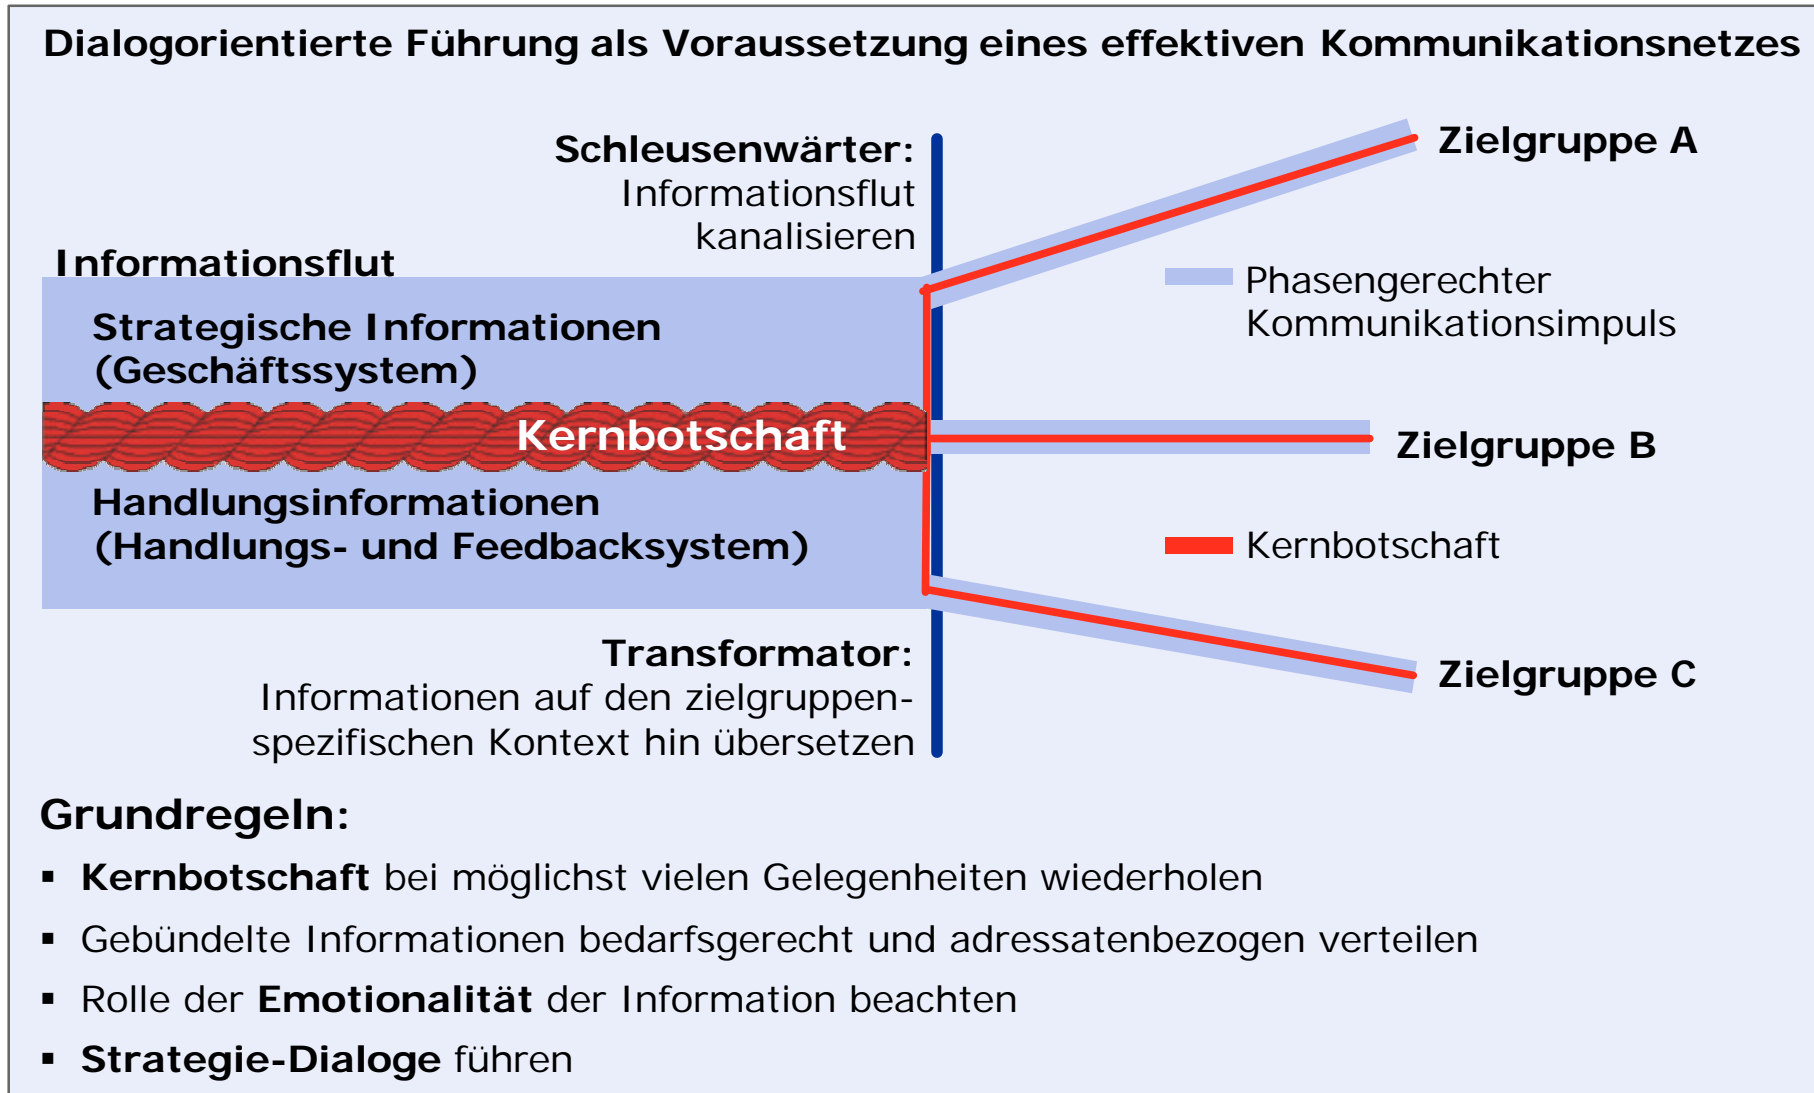 Dialogorientierte Führung als Voraussetzung eines effektiven Kommunikationsnetzes
Schleusenwärter:
Informationsflut
kanalisieren
Informationsflut
Strategische Informationen
(Geschäftssystem)
Kernbotschaft
Handlungsinformationen
(Handlungs- und Feedbacksystem)
Transformator:
Informationen auf den zielgruppen-
spezifischen Kontext hin übersetzen
Zielgruppe A
Phasengerechter
Kommunikationsimpuls
Zielgruppe B
Kernbotschaft
Zielgruppe C
Grundregeln:
▪ Kernbotschaft bei möglichst vielen Gelegenheiten wiederholen
▪ Gebündelte Informationen bedarfsgerecht und adressatenbezogen verteilen
▪ Rolle der Emotionalität der Information beachten
▪ Strategie-Dialoge führen